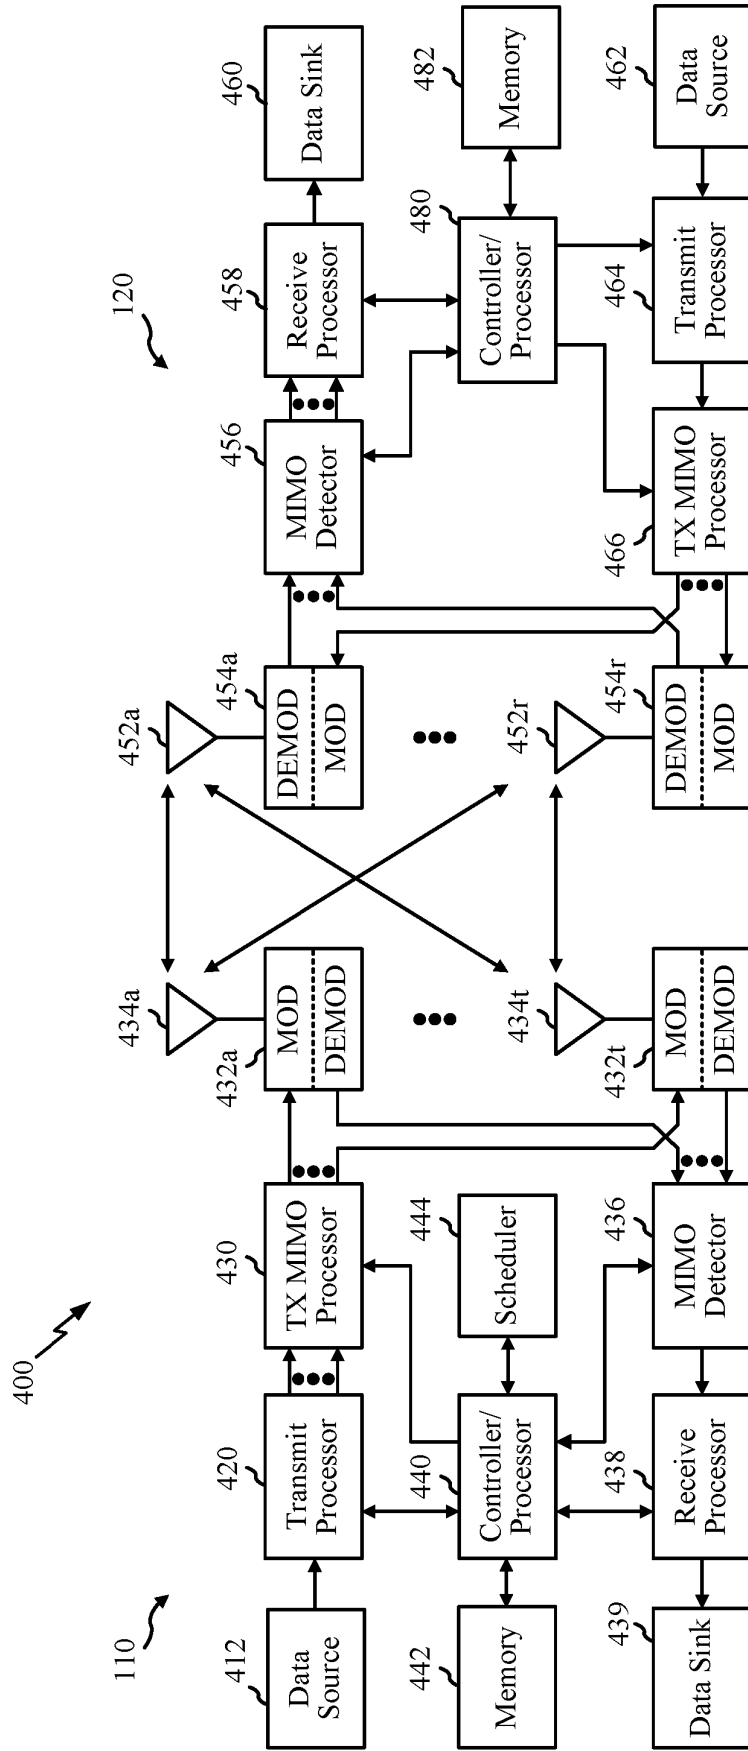 400
110
120
412
Data
Source
420
Transmit
Processor
430
TX MIMO
Processor
432a
MOD
DEMOD
434a
452a
454a
DEMOD
MOD
456
MIMO
Detector
458
Receive
Processor
460
Data Sink
442
Memory
440
Controller/
Processor
444
Scheduler
434t
452r
480
Controller/
Processor
482
Memory
439
Data Sink
438
Receive
Processor
436
MIMO
Detector
432t
MOD
DEMOD
454r
DEMOD
MOD
466
TX MIMO
Processor
464
Transmit
Processor
462
Data
Source